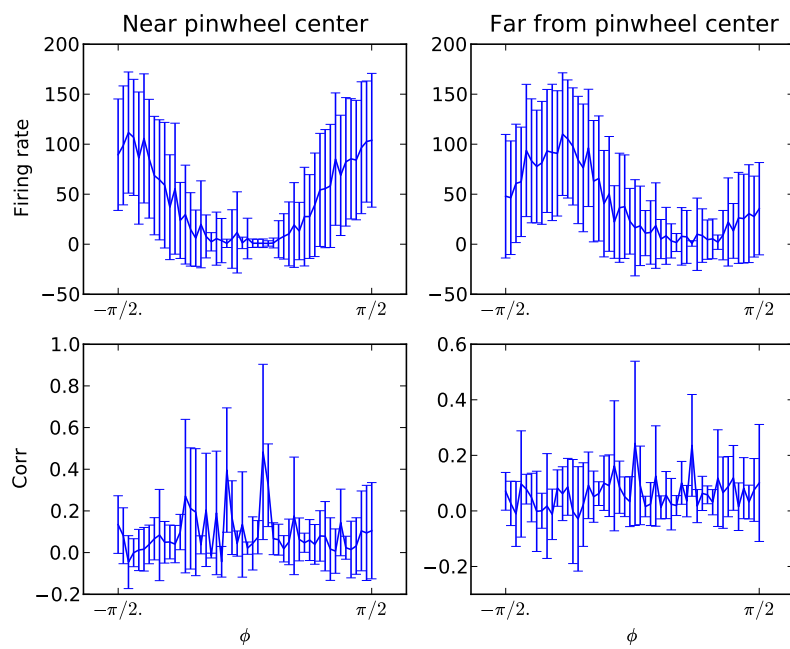 Near pinwheel center
Far from pinwheel center
Firing rate
200
150
100
50
0
−50
−π/2.
π/2
200
150
100
50
0
−50
−π/2.
π/2
Corr
1.0
0.8
0.6
0.4
0.2
0.0
−0.2
−π/2.
π/2
ϕ
0.6
0.4
0.2
0.0
−0.2
−π/2.
π/2
ϕ